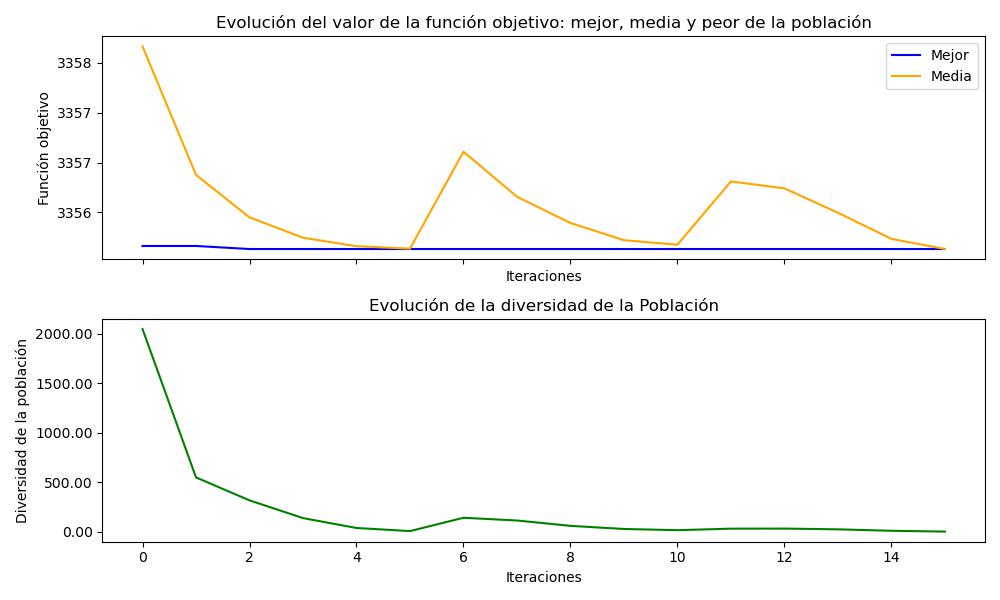 Evolución del valor de la función objetivo: mejor, media y peor de la población
Función objetivo
3358
3357
3357
3356
Mejor
Media
Iteraciones
Evolución de la diversidad de la Población
Diversidad de la población
2000.00
1500.00
1000.00
500.00
0.00
0 2 4 6 8 10 12 14
Iteraciones